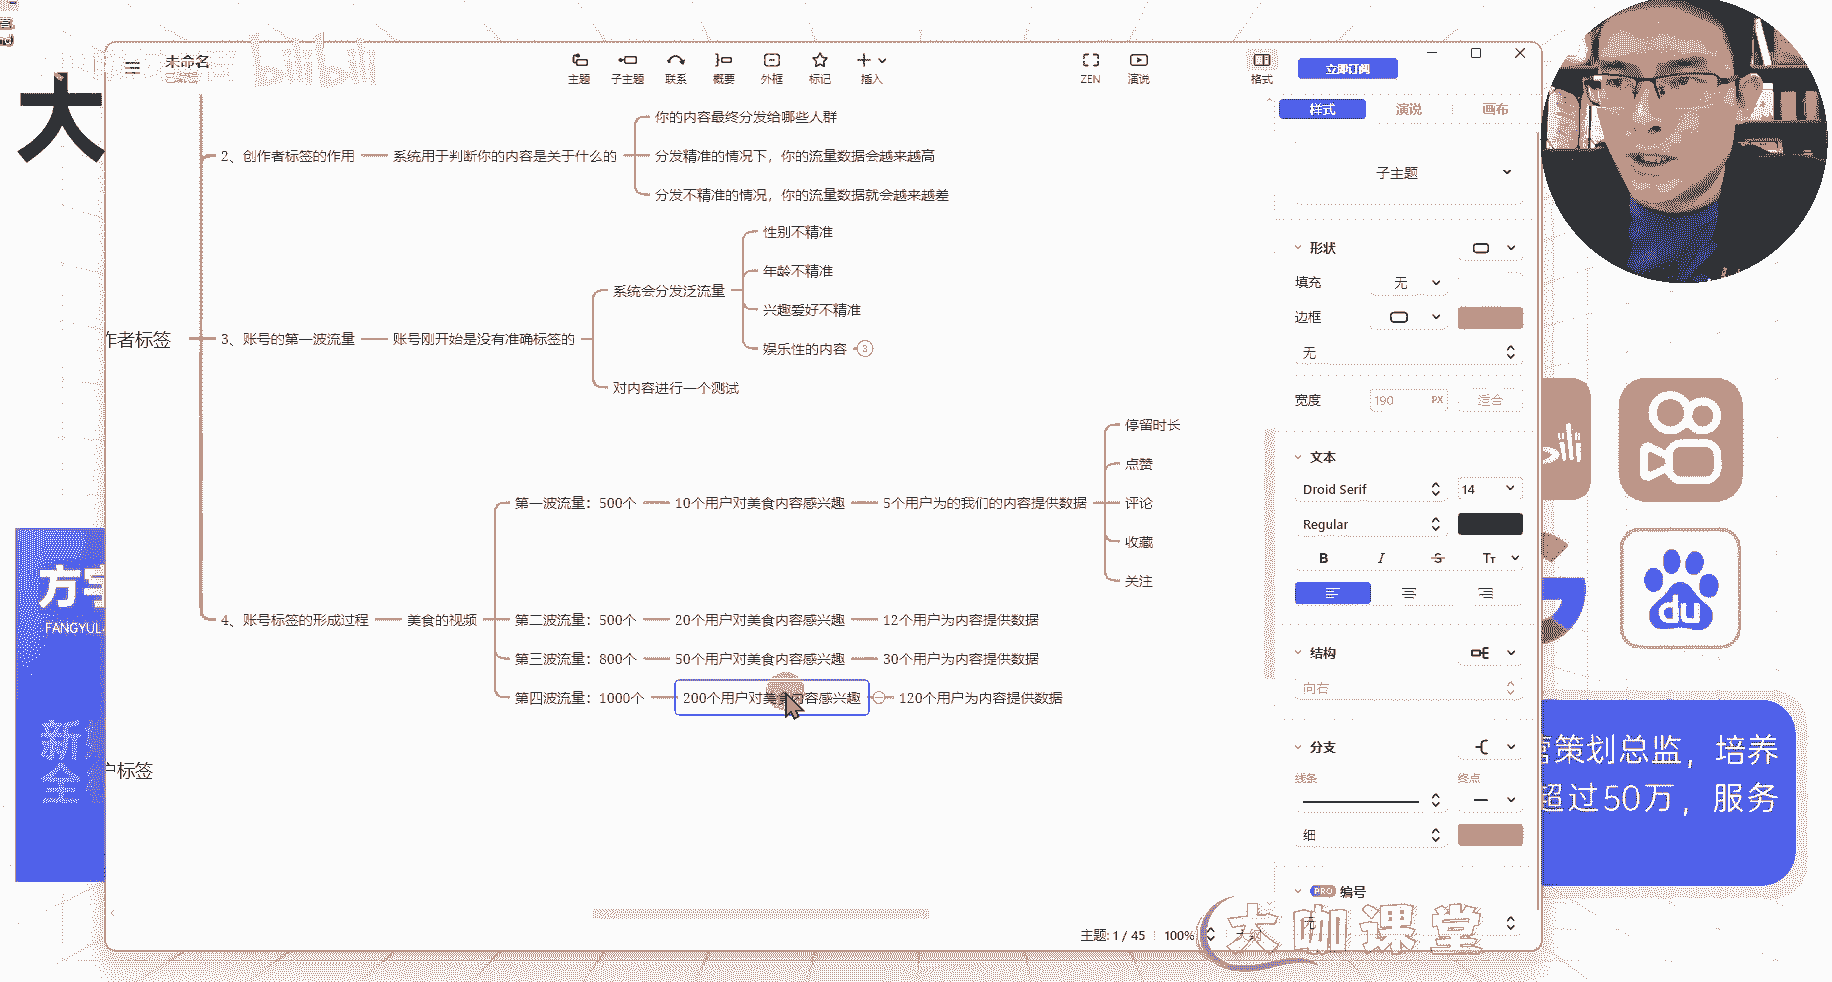 大
bilibili
未命名
已编辑
主题
子主题
联系
概要
外框
标记
插入
ZEN
演说
格式
立即订阅
样式
演说
画布
子主题
形状
填充
无
边框
无
宽度
190
PX
适合
文本
Droid Serif
14
Regular
B
I
S
TT
结构
向右
分支
线条
终点
细
PRO
编号
无
你的内容最终分发给哪些人群
2、创作者标签的作用
系统用于判断你的内容是关于什么的
分发精准的情况下，你的流量数据会越来越高
分发不精准的情况，你的流量数据就会越来越差
性别不精准
年龄不精准
系统会分发泛流量
兴趣爱好不精准
作者标签
3、账号的第一波流量
账号刚开始是没有准确标签的
娱乐性的内容
3
对内容进行一个测试
停留时长
点赞
第一波流量：500个
10个用户对美食内容感兴趣
5个用户为的我们的内容提供数据
评论
收藏
关注
4、账号标签的形成过程
美食的视频
第二波流量：500个
20个用户对美食内容感兴趣
12个用户为内容提供数据
第三波流量：800个
50个用户对美食内容感兴趣
30个用户为内容提供数据
第四波流量：1000个
200个用户对美食内容感兴趣
120个用户为内容提供数据
户标签
主题: 1 / 45
100%
大纲
大咖课堂
FANGYU
bili
du
营策划总监，培养
超过50万，服务